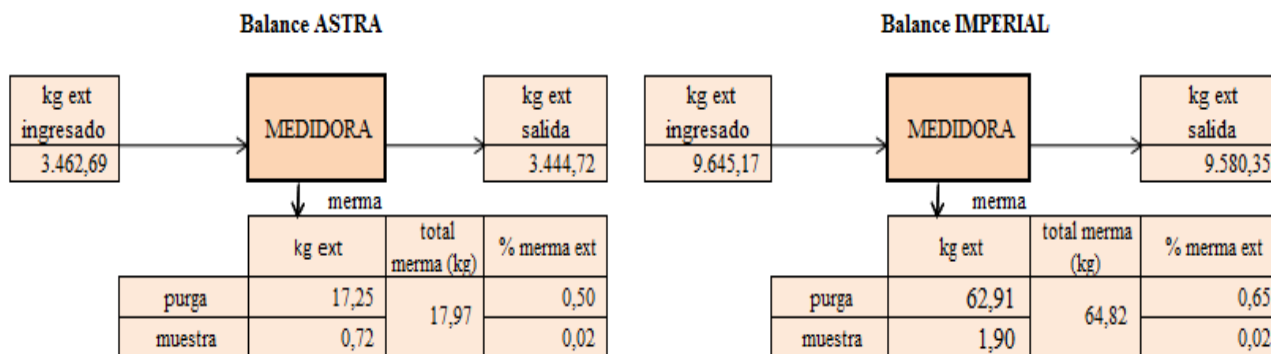 Balance ASTRA
kg ext
ingresado
3.462,69
MEDIDORA
kg ext
salida
3.444,72
merma
kg ext
total
merma (kg)
% merma ext
purga
17,25
17,97
0,50
muestra
0,72
0,02
Balance IMPERIAL
kg ext
ingresado
9.645,17
MEDIDORA
kg ext
salida
9.580,35
merma
kg ext
total merma
(kg)
% merma ext
purga
62,91
64,82
0,65
muestra
1,90
0,02